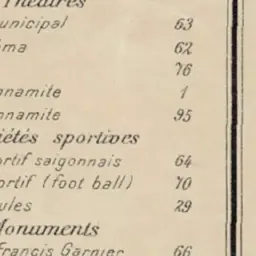 Théâtres
unicipal 63
ma 62
76
onamite 1
onamite 95
iétés sportives
ortif saigonnais 64
ortif (foot ball) 70
ules 29
Monuments
Francis Garnier 66